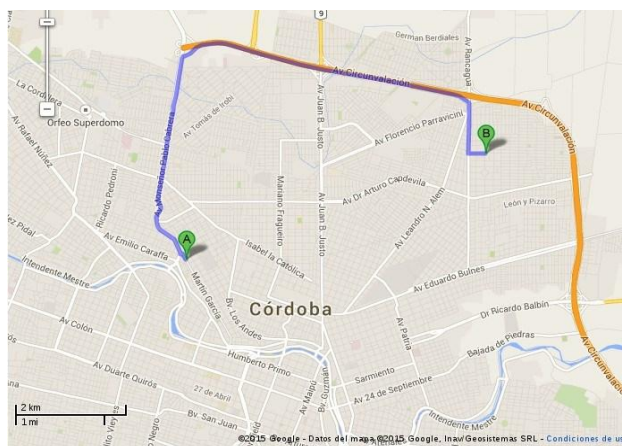 9
German Berdiales
Av Rancagua
Av Circunvalación
Av Circunvalación
La Cordillera
Orfeo Superdomo
Av Tomás de Irobi
Av Juan B. Justo
Av Florencio Parravicini
B
Av Rafael Núñez
Av Monseñor Pablo Cabrera
Ricardo Pedroni
Mariano Fragueiro
Av Juan B. Justo
Av Dr Arturo Capdevila
León y Pizarro
Av Leandro N. Alem
A
Pidal
Av Emilio Caraffa
Isabel la Católica
Intendente Mestre
Martín García
Av Eduardo Bulnes
Córdoba
Bv. Los Andes
Dr Ricardo Balbín
Av Colón
Av Patria
Bajada de Piedras
Humberto Primo
Av Circunvalación
Av Duarte Quirós
Sarmiento
27 de Abril
Av Maipú
Bv. Guzmán
Av 24 de Septiembre
2 km
1 mi
Bv. San Juan
Intendente Mestre
©2015 Google - Datos del mapa ©2015 Google, Inav/Geosistemas SRL - Condiciones de u